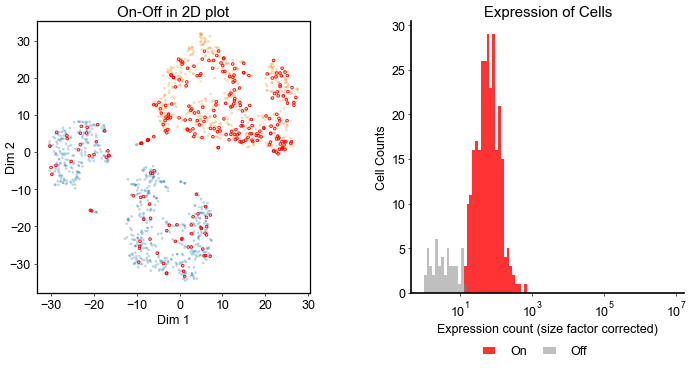 On-Off in 2D plot
Dim 2
30
20
10
0
−10
−20
−30
−30 −20 −10 0 10 20 30
Dim 1
Expression of Cells
Cell Counts
30
25
20
15
10
5
0
10^1 10^3 10^5 10^7
Expression count (size factor corrected)
On Off